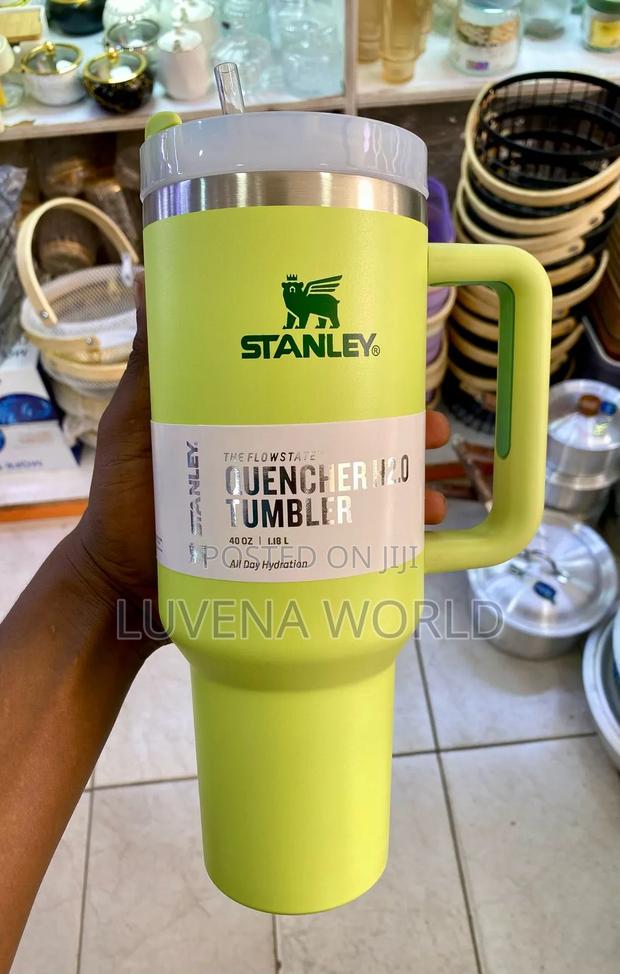 STANLEY®
STANLEY.
THE FLOWSTATE™
QUENCHER H2.0
TUMBLER
40 OZ | 1.18 L
All Day Hydration
POSTED ON JIJI
LUVENA WORLD